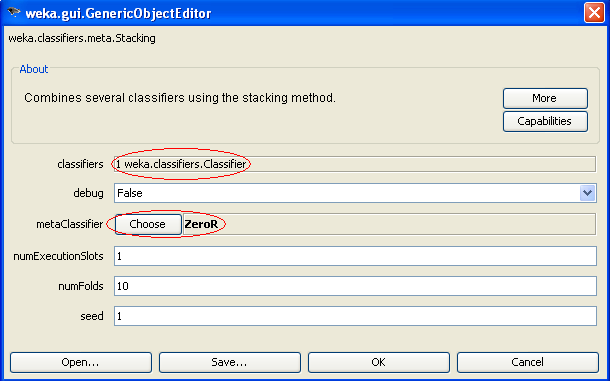 weka.gui.GenericObjectEditor
weka.classifiers.meta.Stacking
About
Combines several classifiers using the stacking method.
More
Capabilities
classifiers 1 weka.classifiers.Classifier
debug False
metaClassifier Choose ZeroR
numExecutionSlots 1
numFolds 10
seed 1
Open... Save... OK Cancel